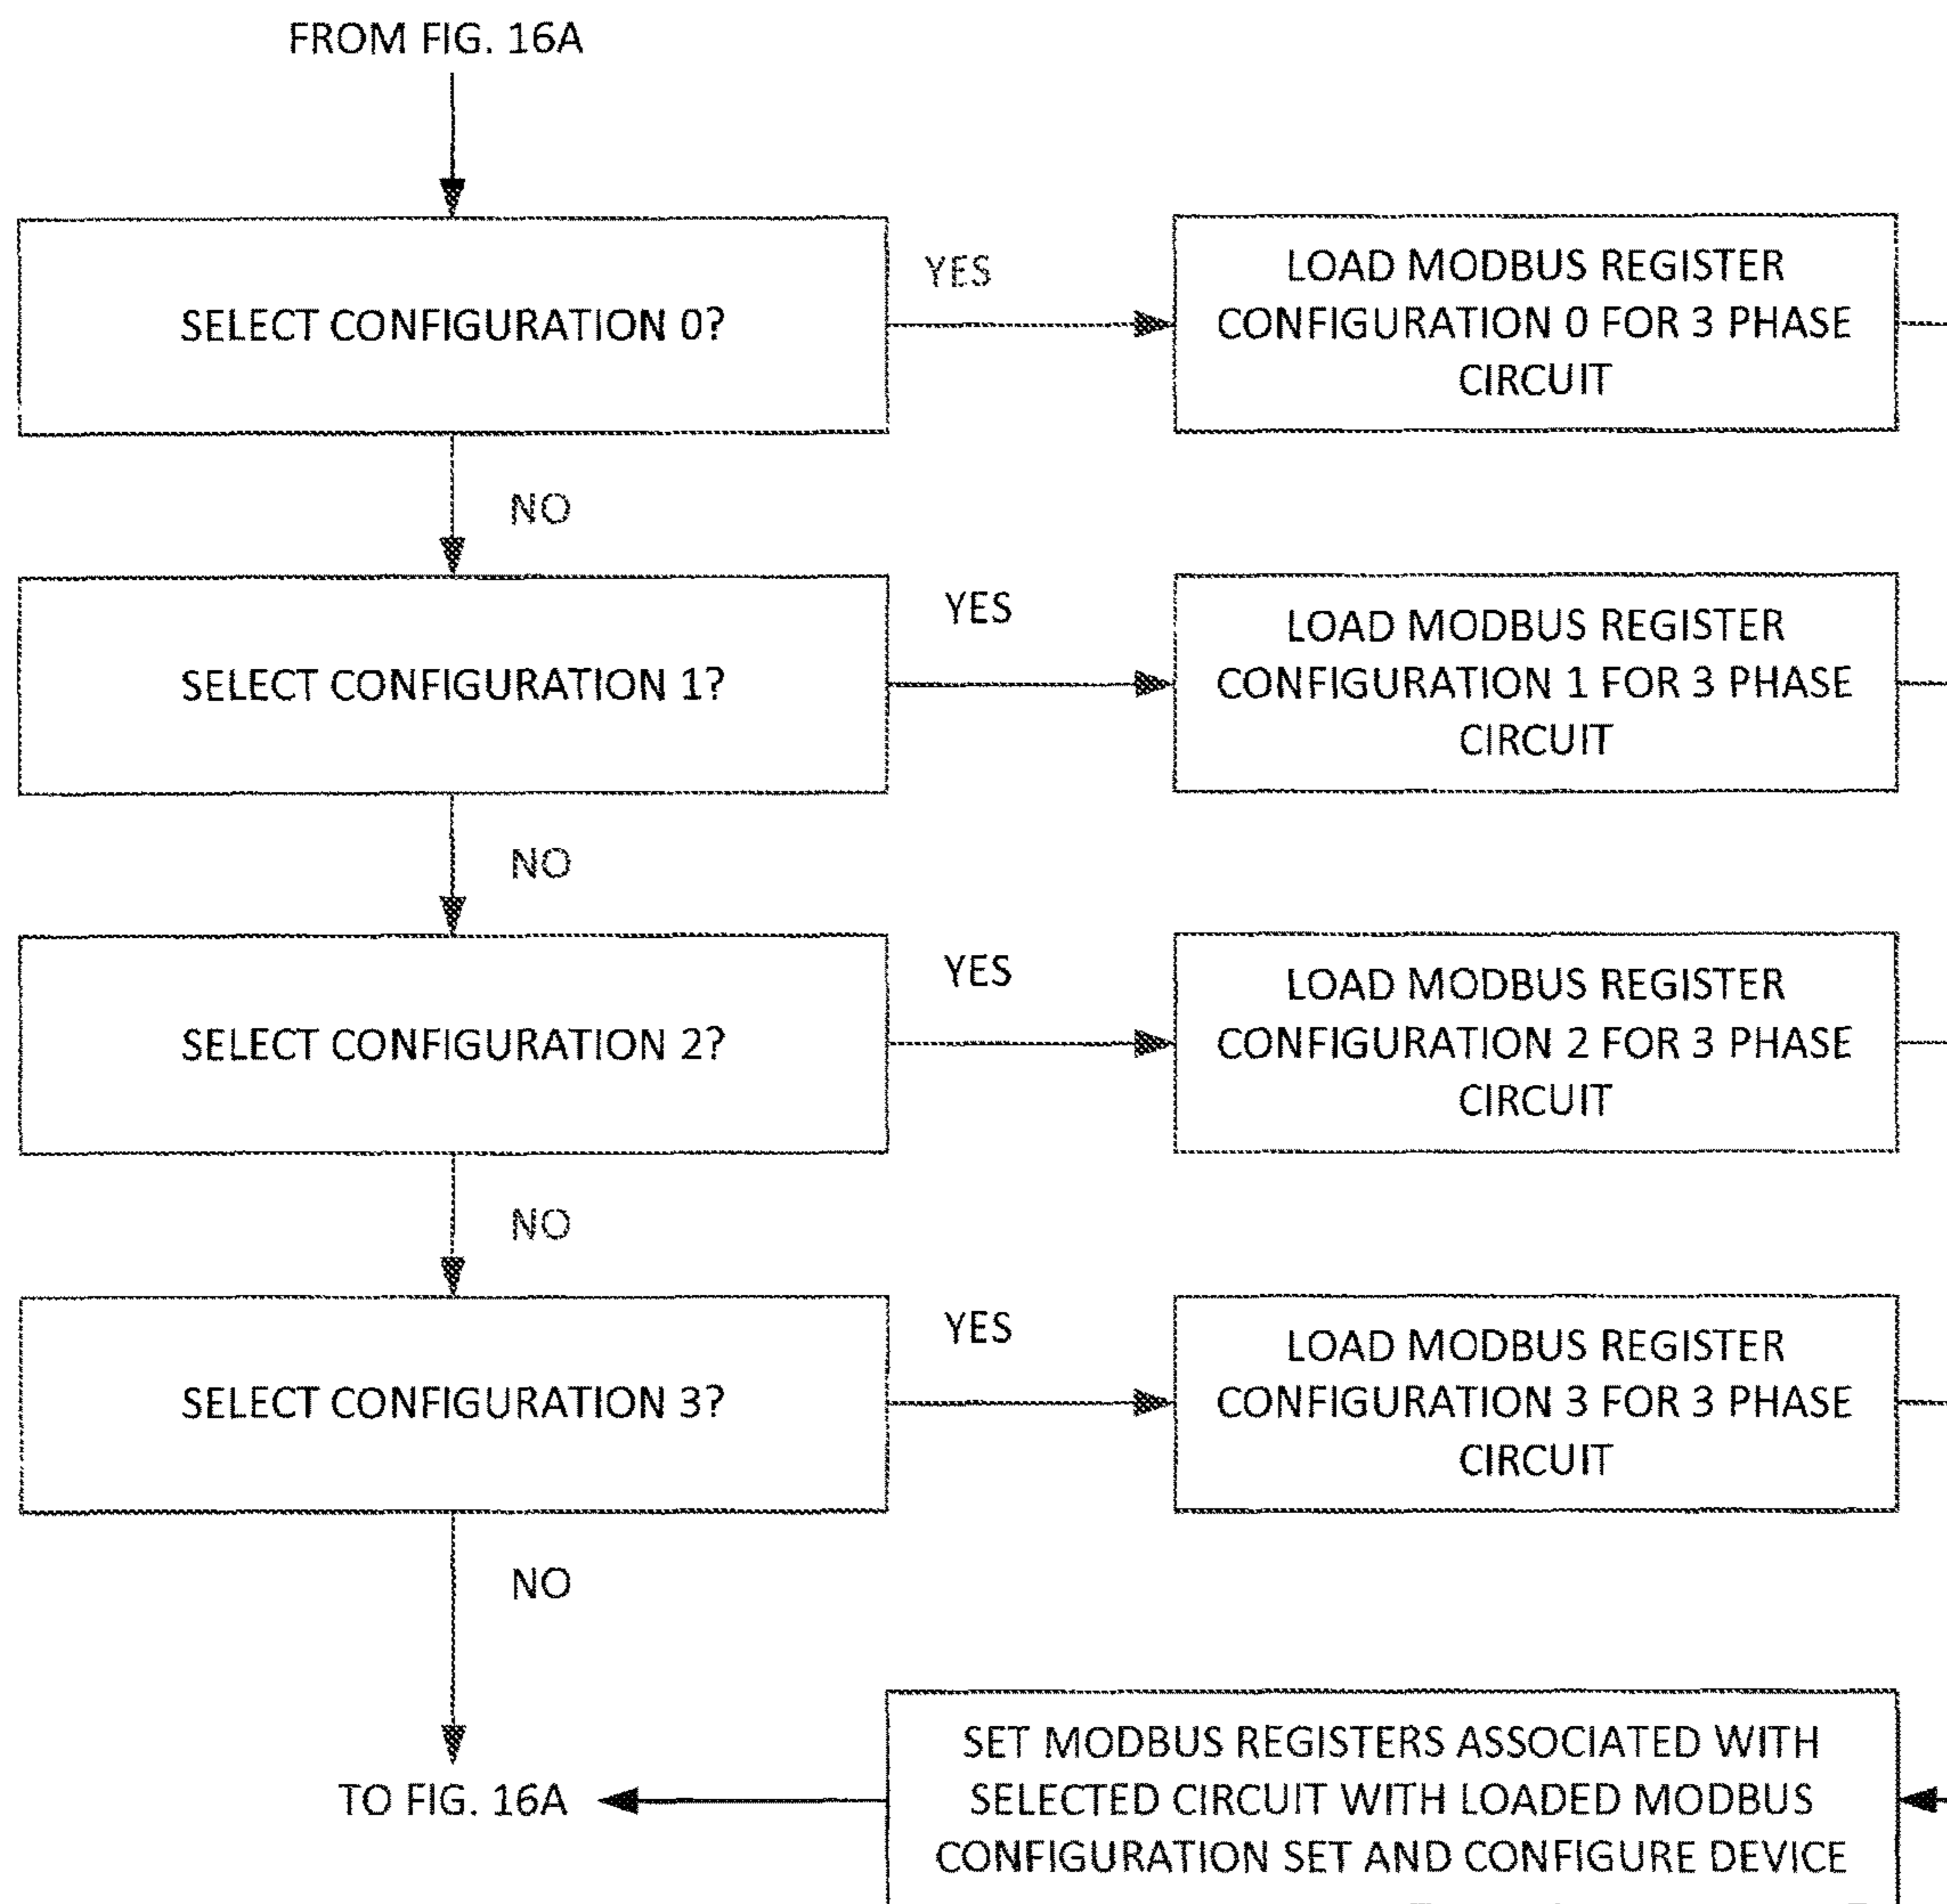 FROM FIG. 16A
SELECT CONFIGURATION 0?
YES
LOAD MODBUS REGISTER
CONFIGURATION 0 FOR 3 PHASE
CIRCUIT
NO
SELECT CONFIGURATION 1?
YES
LOAD MODBUS REGISTER
CONFIGURATION 1 FOR 3 PHASE
CIRCUIT
NO
SELECT CONFIGURATION 2?
YES
LOAD MODBUS REGISTER
CONFIGURATION 2 FOR 3 PHASE
CIRCUIT
NO
SELECT CONFIGURATION 3?
YES
LOAD MODBUS REGISTER
CONFIGURATION 3 FOR 3 PHASE
CIRCUIT
NO
TO FIG. 16A
SET MODBUS REGISTERS ASSOCIATED WITH
SELECTED CIRCUIT WITH LOADED MODBUS
CONFIGURATION SET AND CONFIGURE DEVICE